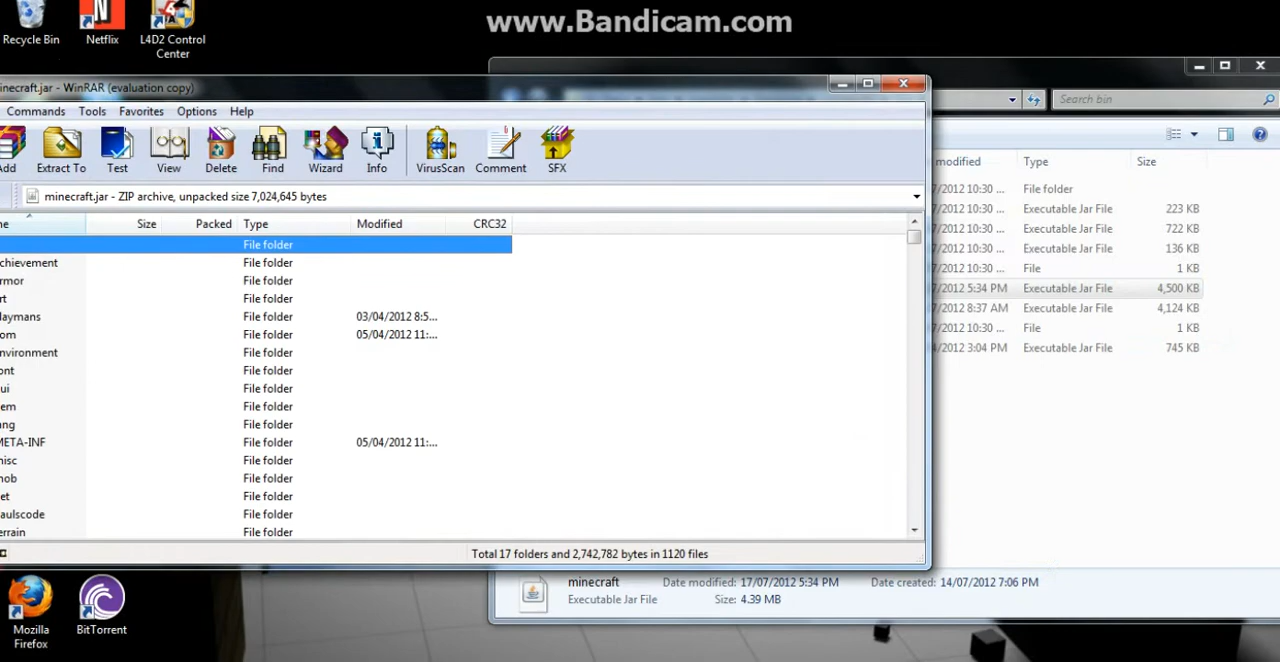 www.Bandicam.com
Recycle Bin
Netflix
L4D2 Control
Center
necraft.jar - WinRAR (evaluation copy)
Commands Tools Favorites Options Help
Add Extract To Test View Delete Find Wizard Info VirusScan Comment SFX
minecraft.jar - ZIP archive, unpacked size 7,024,645 bytes
ne Size Packed Type Modified CRC32
File folder
chievement File folder
rmor File folder
rt File folder
laymans File folder 03/04/2012 8:5...
om File folder 05/04/2012 11:...
nvironment File folder
ont File folder
ui File folder
em File folder
ng File folder
META-INF File folder 05/04/2012 11:...
isc File folder
nob File folder
et File folder
aulscode File folder
errain File folder
Total 17 folders and 2,742,782 bytes in 1120 files
Search bin
modified Type Size
7/2012 10:30 ... File folder
7/2012 10:30 ... Executable Jar File 223 KB
7/2012 10:30 ... Executable Jar File 722 KB
7/2012 10:30 ... Executable Jar File 136 KB
7/2012 10:30 ... File 1 KB
7/2012 5:34 PM Executable Jar File 4,500 KB
7/2012 8:37 AM Executable Jar File 4,124 KB
7/2012 10:30 ... File 1 KB
4/2012 3:04 PM Executable Jar File 745 KB
minecraft Date modified: 17/07/2012 5:34 PM Date created: 14/07/2012 7:06 PM
Executable Jar File Size: 4.39 MB
Mozilla
Firefox
BitTorrent